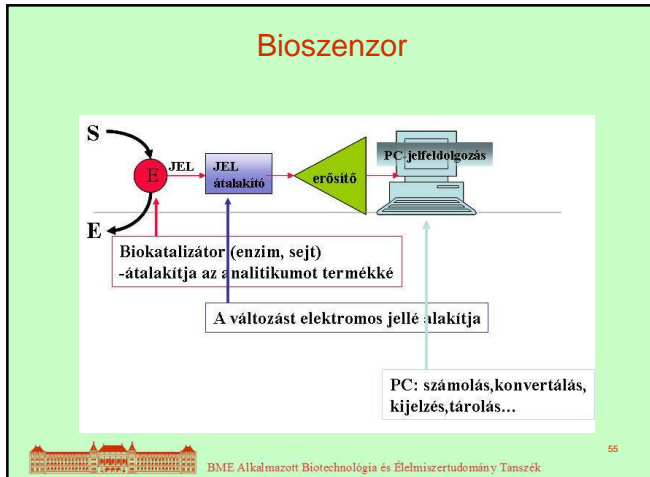 Bioszenzor
S
E
JEL
JEL
átalakító
erősítő
PC-jelfeldolgozás
E
Biokatalizátor (enzim, sejt)
-átalakítja az analitikumot termékké
A változást elektromos jellé alakítja
PC: számolás,konvertálás,
kijelzés,tárolás...
BME Alkalmazott Biotechnológia és Élelmiszertudomány Tanszék
55